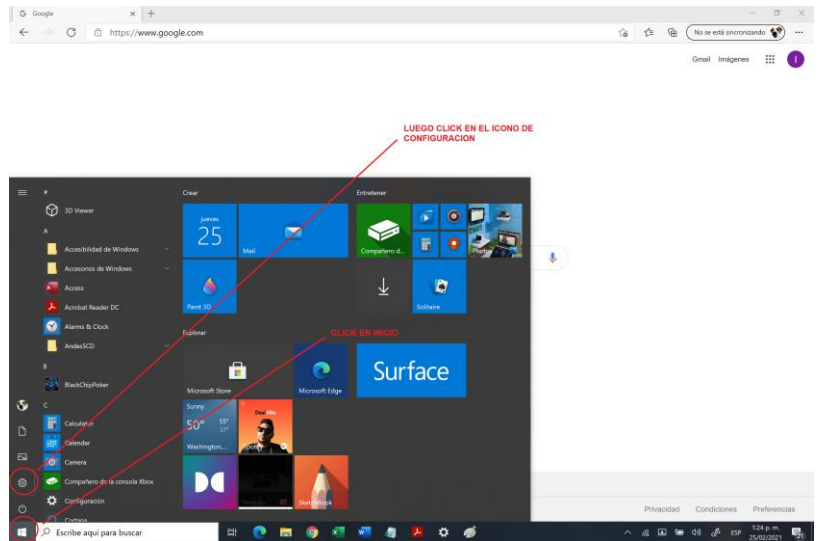 Google
https://www.google.com
No se está sincronizando
Gmail Imágenes
LUEGO CLICK EN EL ICONO DE
CONFIGURACION
#
3D Viewer
A
Accesibilidad de Windows
Accesorios de Windows
Access
Acrobat Reader DC
Alarms & Clock
AndesSCD
B
BlackChipPoker
C
Calculator
Calendar
Camera
Compañero de la consola Xbox
Configuración
Cortana
Crear
jueves
25
Mail
Paint 3D
Entretener
Compañero d...
Photos
Solitaire
CLICK EN INICIO
Explorar
Microsoft Store
Microsoft Edge
Surface
Sunny
50° 55°
37°
Washington,...
Spotify
Sketchbook
Privacidad Condiciones Preferencias
Escribe aquí para buscar
ESP
1:24 p. m.
25/02/2021